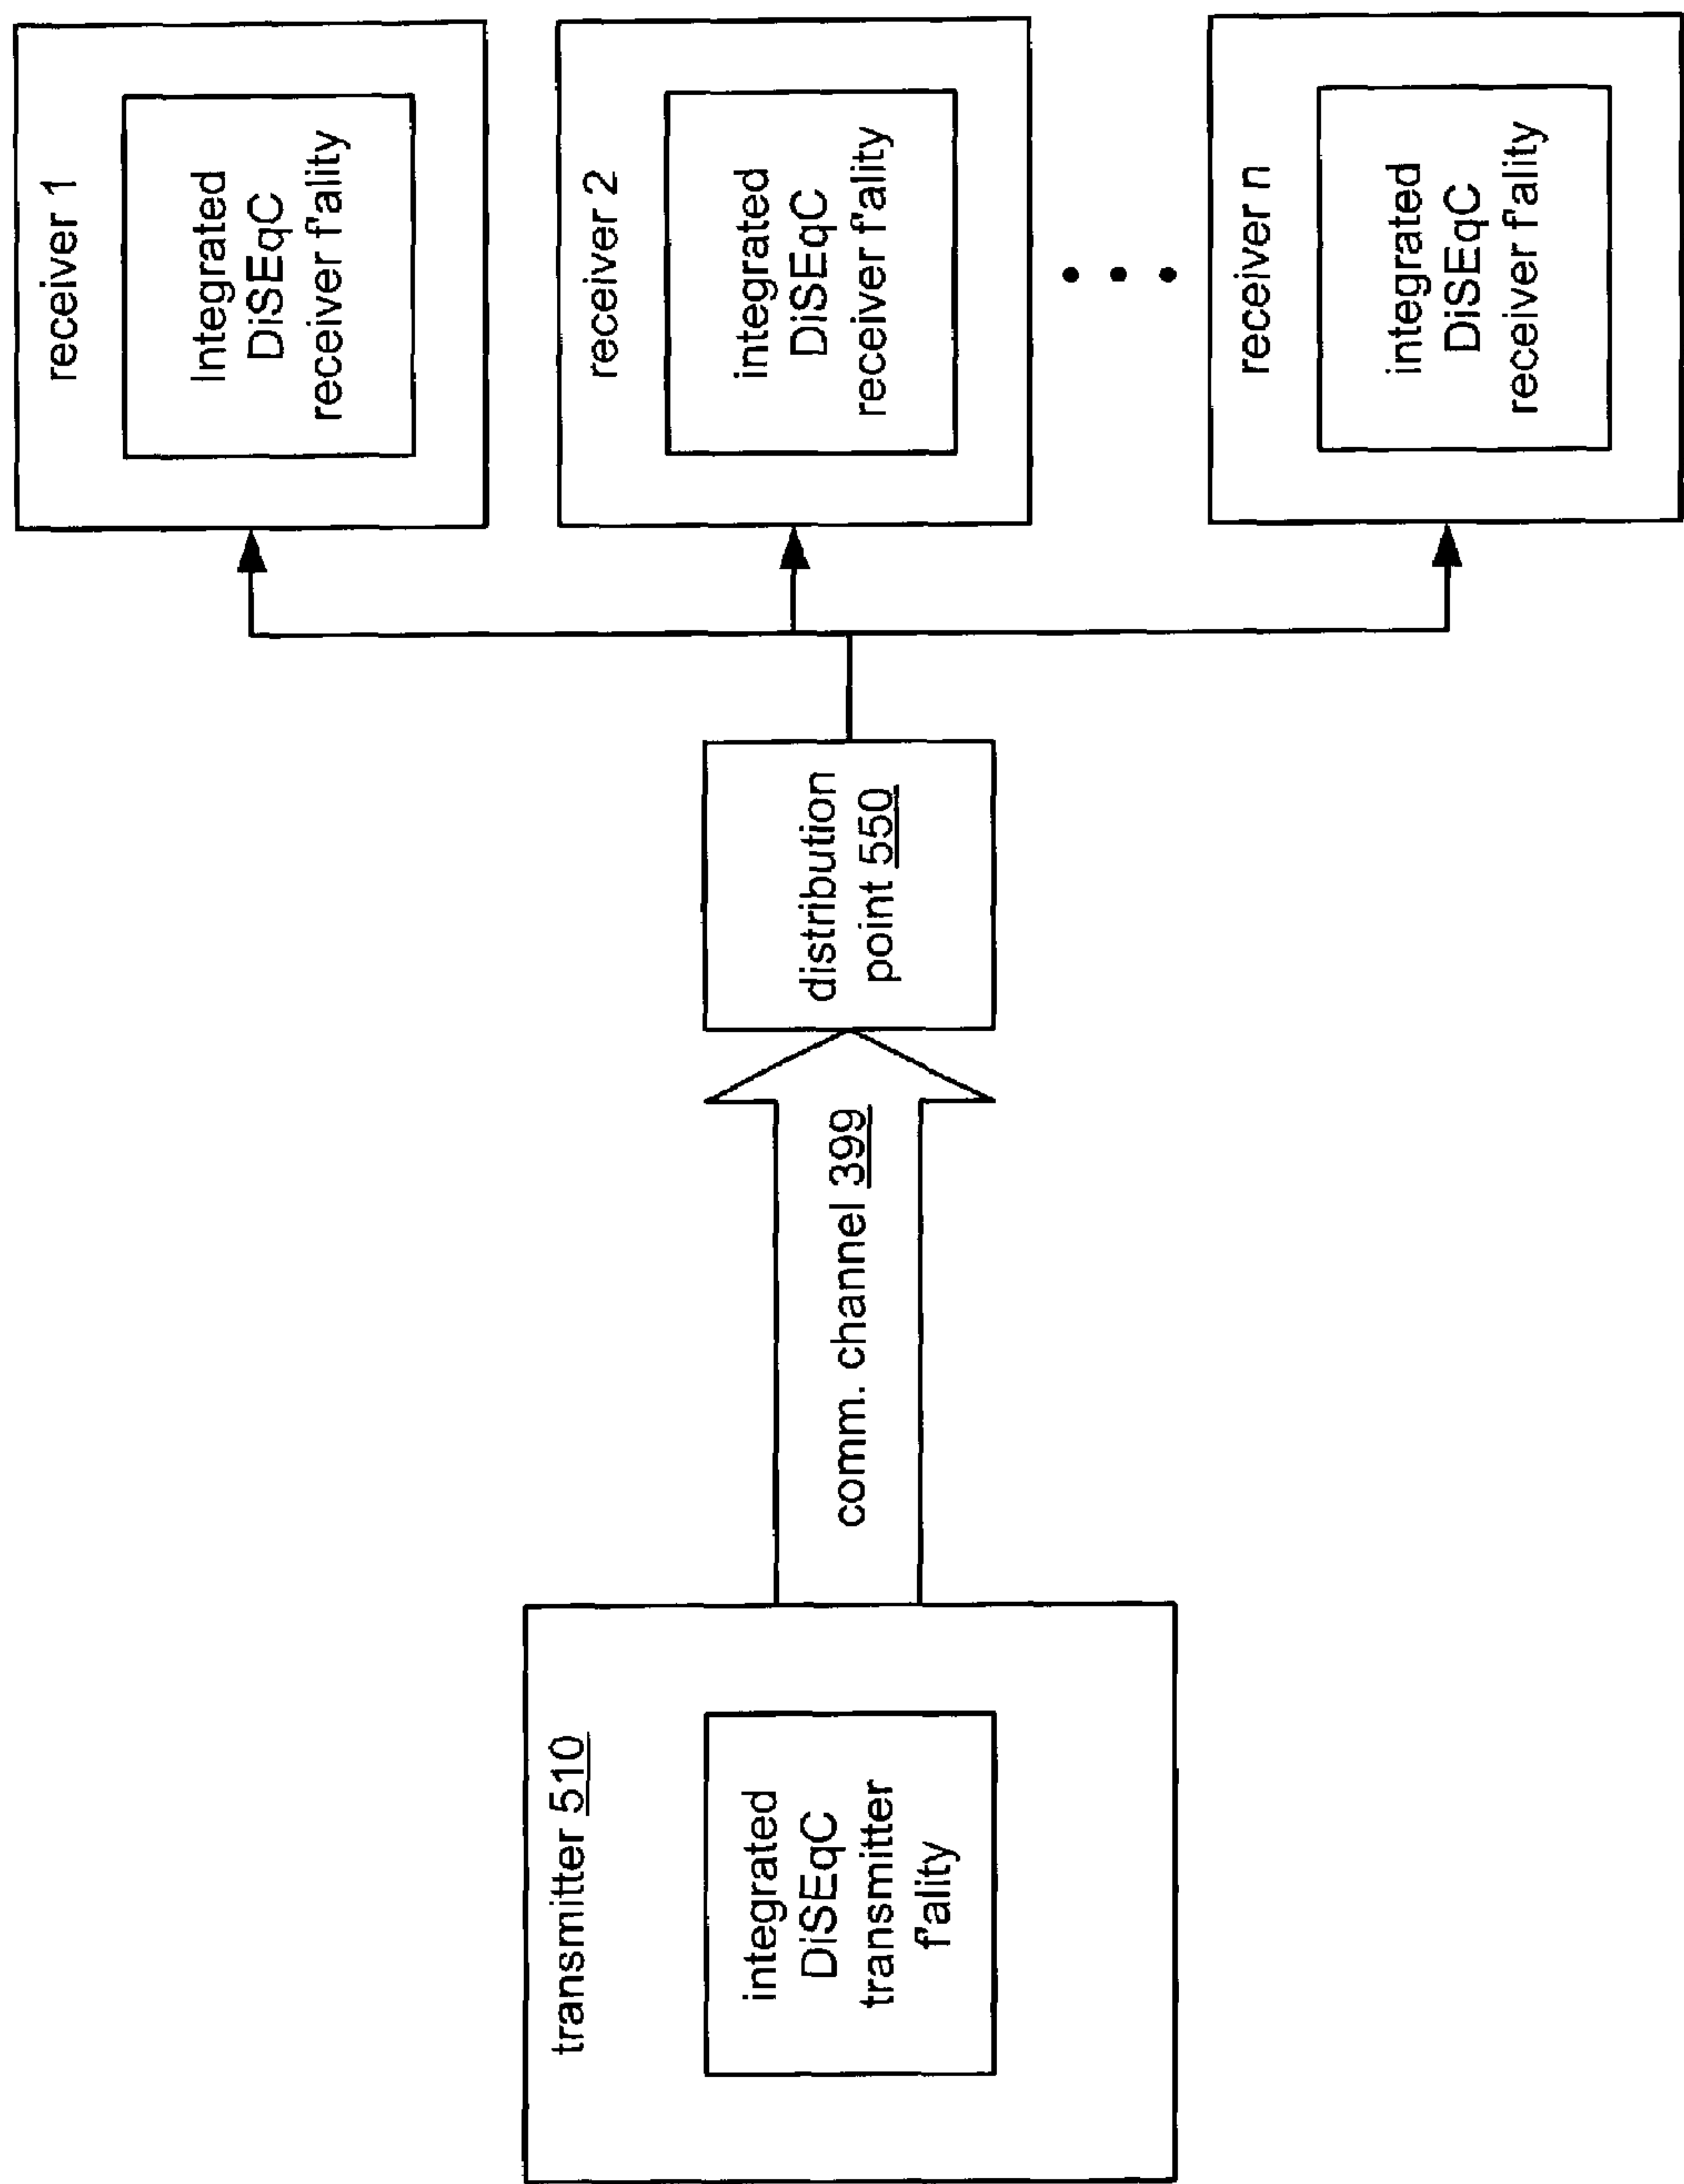 transmitter 510
integrated
DiSEqC
transmitter
f'ality
comm. channel 399
distribution
point 550
receiver 1
integrated
DiSEqC
receiver f'ality
receiver 2
integrated
DiSEqC
receiver f'ality
receiver n
integrated
DiSEqC
receiver f'ality